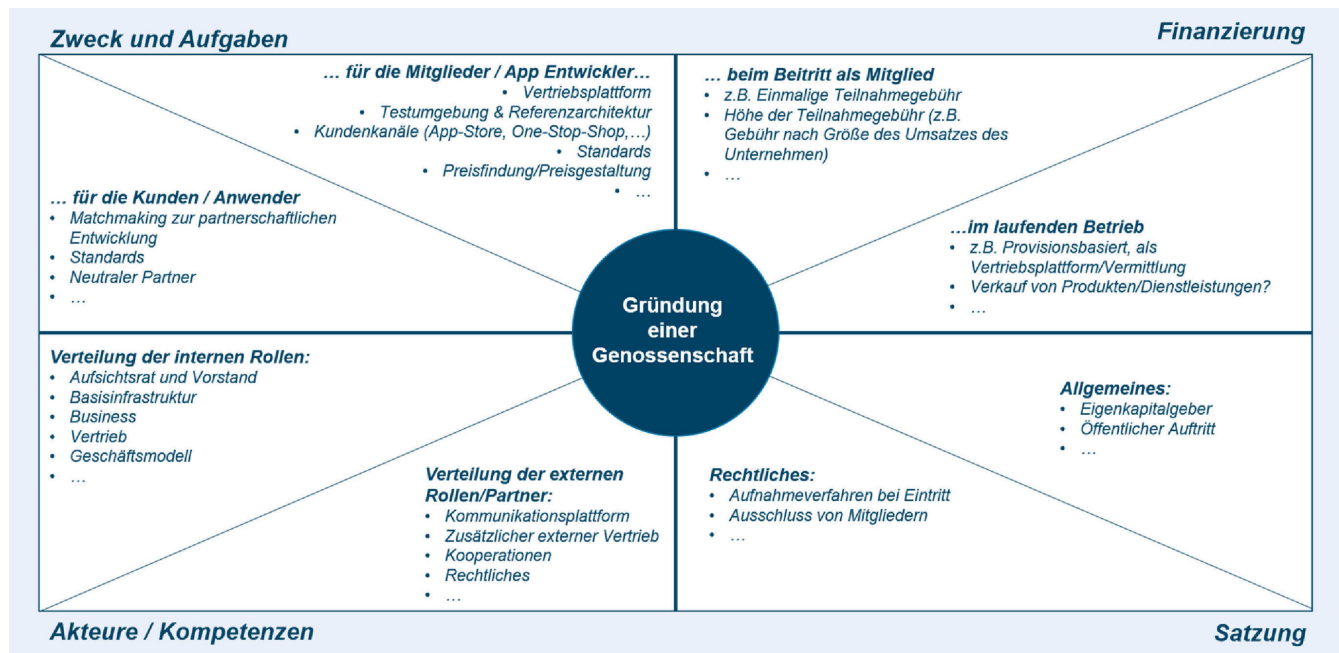 Zweck und Aufgaben
Finanzierung
… für die Mitglieder / App Entwickler…
• Vertriebsplattform
• Testumgebung & Referenzarchitektur
• Kundenkanäle (App-Store, One-Stop-Shop,…)
• Standards
• Preisfindung/Preisgestaltung
• …
… für die Kunden / Anwender
• Matchmaking zur partnerschaftlichen
Entwicklung
• Standards
• Neutraler Partner
• …
… beim Beitritt als Mitglied
• z.B. Einmalige Teilnahmegebühr
• Höhe der Teilnahmegebühr (z.B.
Gebühr nach Größe des Umsatzes des
Unternehmen)
• …
…im laufenden Betrieb
• z.B. Provisionsbasiert, als
Vertriebsplattform/Vermittlung
• Verkauf von Produkten/Dienstleistungen?
• …
Gründung
einer
Genossenschaft
Verteilung der internen Rollen:
• Aufsichtsrat und Vorstand
• Basisinfrastruktur
• Business
• Vertrieb
• Geschäftsmodell
• …
Verteilung der externen
Rollen/Partner:
• Kommunikationsplattform
• Zusätzlicher externer Vertrieb
• Kooperationen
• Rechtliches
• …
Rechtliches:
• Aufnahmeverfahren bei Eintritt
• Ausschluss von Mitgliedern
• …
Allgemeines:
• Eigenkapitalgeber
• Öffentlicher Auftritt
• …
Akteure / Kompetenzen
Satzung